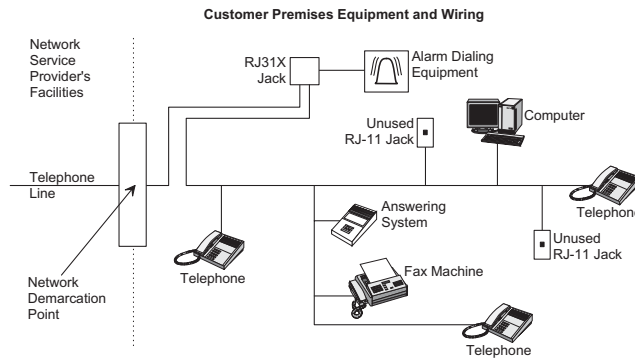 Customer Premises Equipment and Wiring
Network
Service
Provider's
Facilities
RJ31X
Jack
Alarm Dialing
Equipment
Unused
RJ-11 Jack
Computer
Telephone
Line
Answering
System
Telephone
Unused
RJ-11 Jack
Telephone
Fax Machine
Network
Demarcation
Point
Telephone